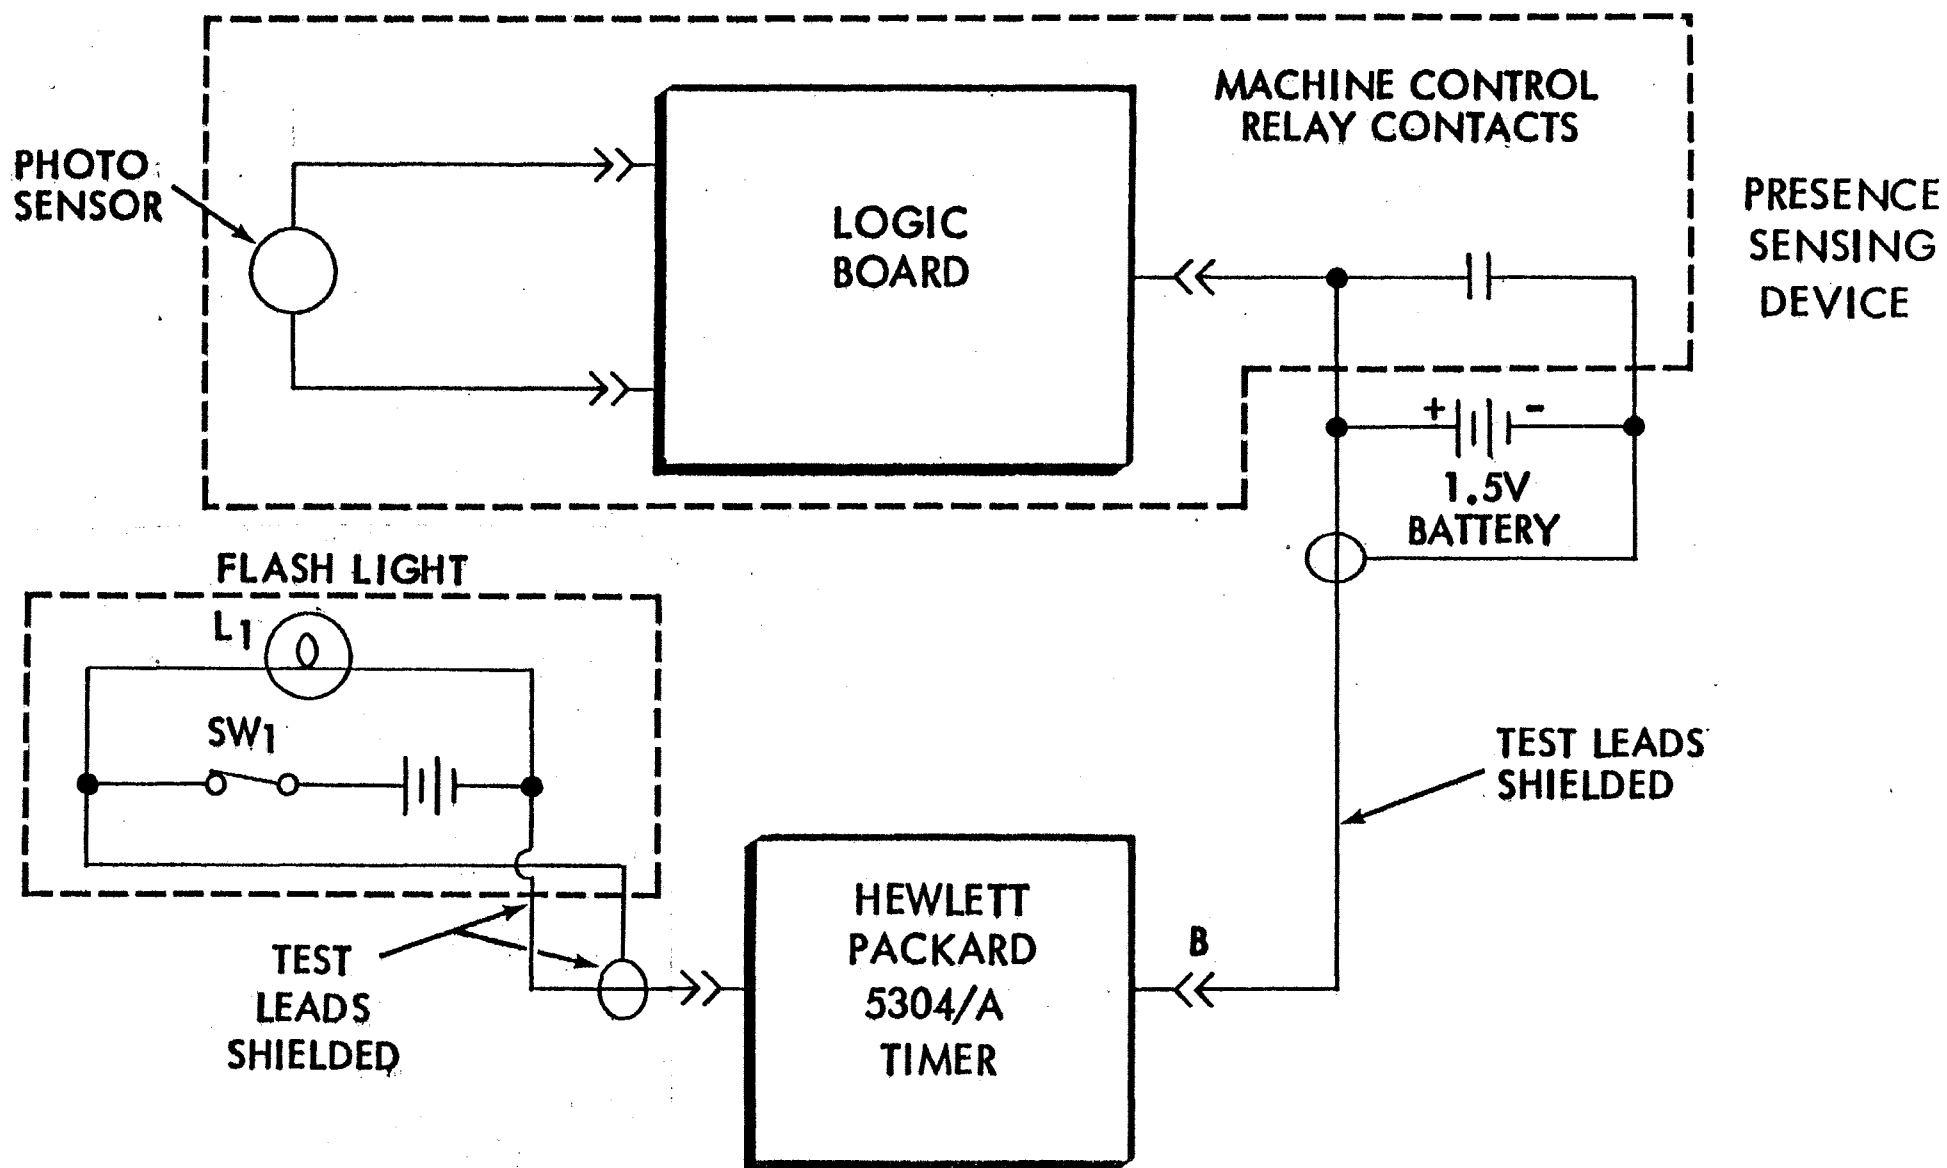 MACHINE CONTROL
RELAY CONTACTS
PHOTO
SENSOR
LOGIC
BOARD
PRESENCE
SENSING
DEVICE
+ -
1.5V
BATTERY
FLASH LIGHT
L1
SW1
TEST LEADS
SHIELDED
TEST
LEADS
SHIELDED
HEWLETT
PACKARD
5304/A
TIMER
B